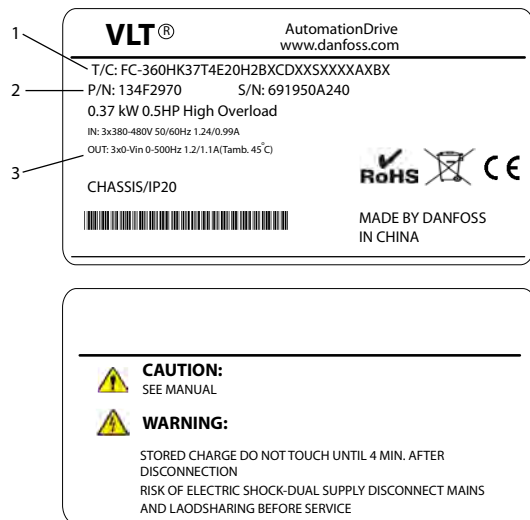 VLT®
AutomationDrive
www.danfoss.com
1
T/C: FC-360HK37T4E20H2BXCDXXSXXXXAXBX
2
P/N: 134F2970 S/N: 691950A240
0.37 kW 0.5HP High Overload
IN: 3x380-480V 50/60Hz 1.24/0.99A
3
OUT: 3x0-Vin 0-500Hz 1.2/1.1A(Tamb. 45°C)
RoHS CE
CHASSIS/IP20
MADE BY DANFOSS
IN CHINA
CAUTION:
SEE MANUAL
WARNING:
STORED CHARGE DO NOT TOUCH UNTIL 4 MIN. AFTER
DISCONNECTION
RISK OF ELECTRIC SHOCK-DUAL SUPPLY DISCONNECT MAINS
AND LAODSHARING BEFORE SERVICE